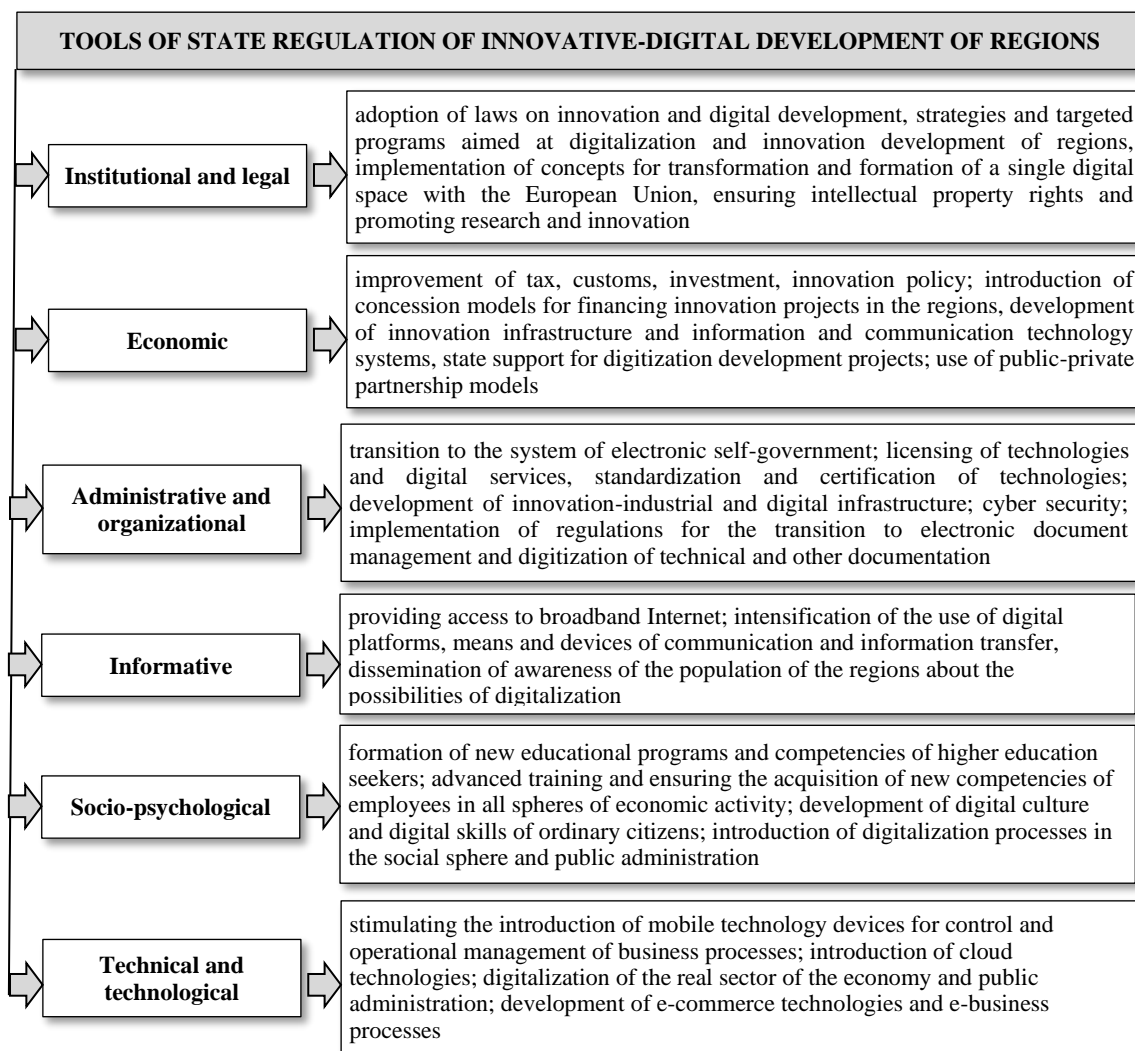 TOOLS OF STATE REGULATION OF INNOVATIVE-DIGITAL DEVELOPMENT OF REGIONS
Institutional and legal
adoption of laws on innovation and digital development, strategies and targeted
programs aimed at digitalization and innovation development of regions,
implementation of concepts for transformation and formation of a single digital
space with the European Union, ensuring intellectual property rights and
promoting research and innovation
Economic
improvement of tax, customs, investment, innovation policy; introduction of
concession models for financing innovation projects in the regions, development
of innovation infrastructure and information and communication technology
systems, state support for digitization development projects; use of public-private
partnership models
Administrative and
organizational
transition to the system of electronic self-government; licensing of technologies
and digital services, standardization and certification of technologies;
development of innovation-industrial and digital infrastructure; cyber security;
implementation of regulations for the transition to electronic document
management and digitization of technical and other documentation
Informative
providing access to broadband Internet; intensification of the use of digital
platforms, means and devices of communication and information transfer,
dissemination of awareness of the population of the regions about the
possibilities of digitalization
Socio-psychological
formation of new educational programs and competencies of higher education
seekers; advanced training and ensuring the acquisition of new competencies of
employees in all spheres of economic activity; development of digital culture
and digital skills of ordinary citizens; introduction of digitalization processes in
the social sphere and public administration
Technical and
technological
stimulating the introduction of mobile technology devices for control and
operational management of business processes; introduction of cloud
technologies; digitalization of the real sector of the economy and public
administration; development of e-commerce technologies and e-business
processes